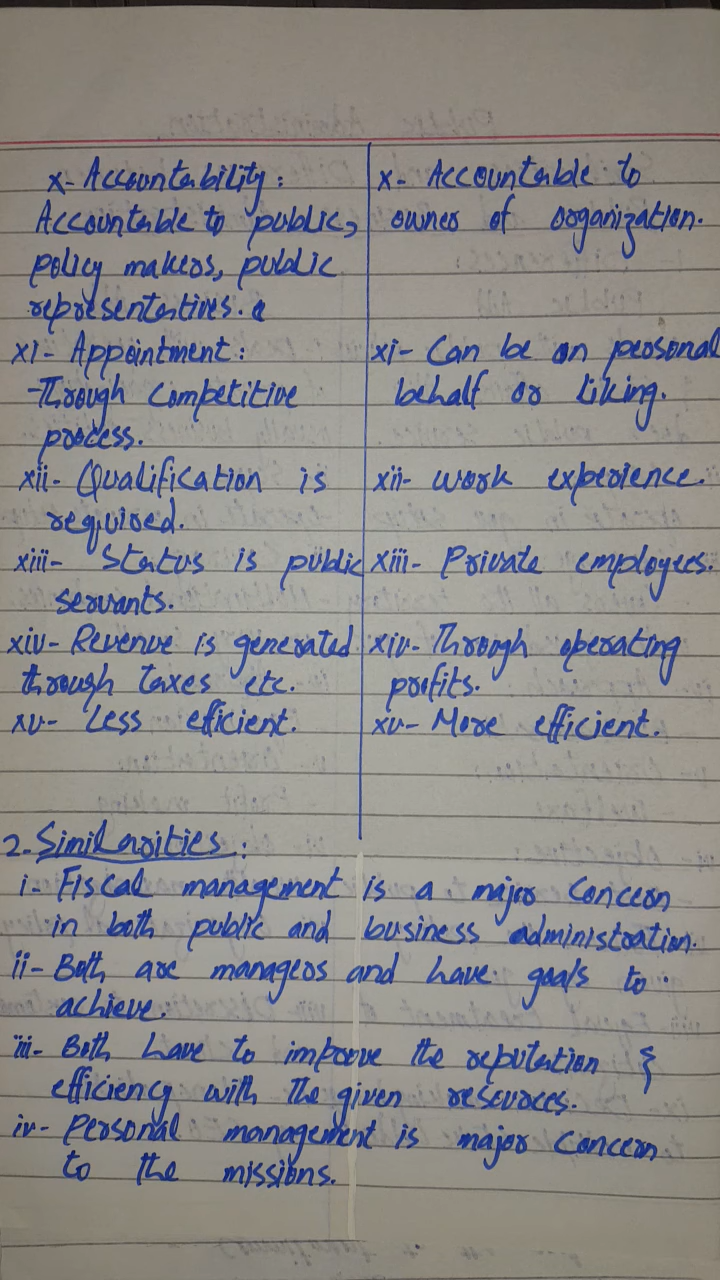 x- Accountability:
Accountable to public,
policy makers, public
representatives.
xi- Appointment:
-Through Competitive
process.
xii- Qualification is
required.
xiii- Status is public
servants.
xiv- Revenue is generated
through taxes etc.
xv- Less efficient.
x- Accountable to
owner of organization.
xi- Can be on personal
behalf or liking.
xii- work experience.
xiii- Private employees.
xiv- Through operating
profits.
xv- More efficient.
2- Similarities:
i- Fiscal management is a major Concern
in both public and business administration.
ii- Both are managers and have goals to
achieve.
iii- Both have to improve the reputation &
efficiency with the given resources.
iv- Personal management is major Concern
to the missions.